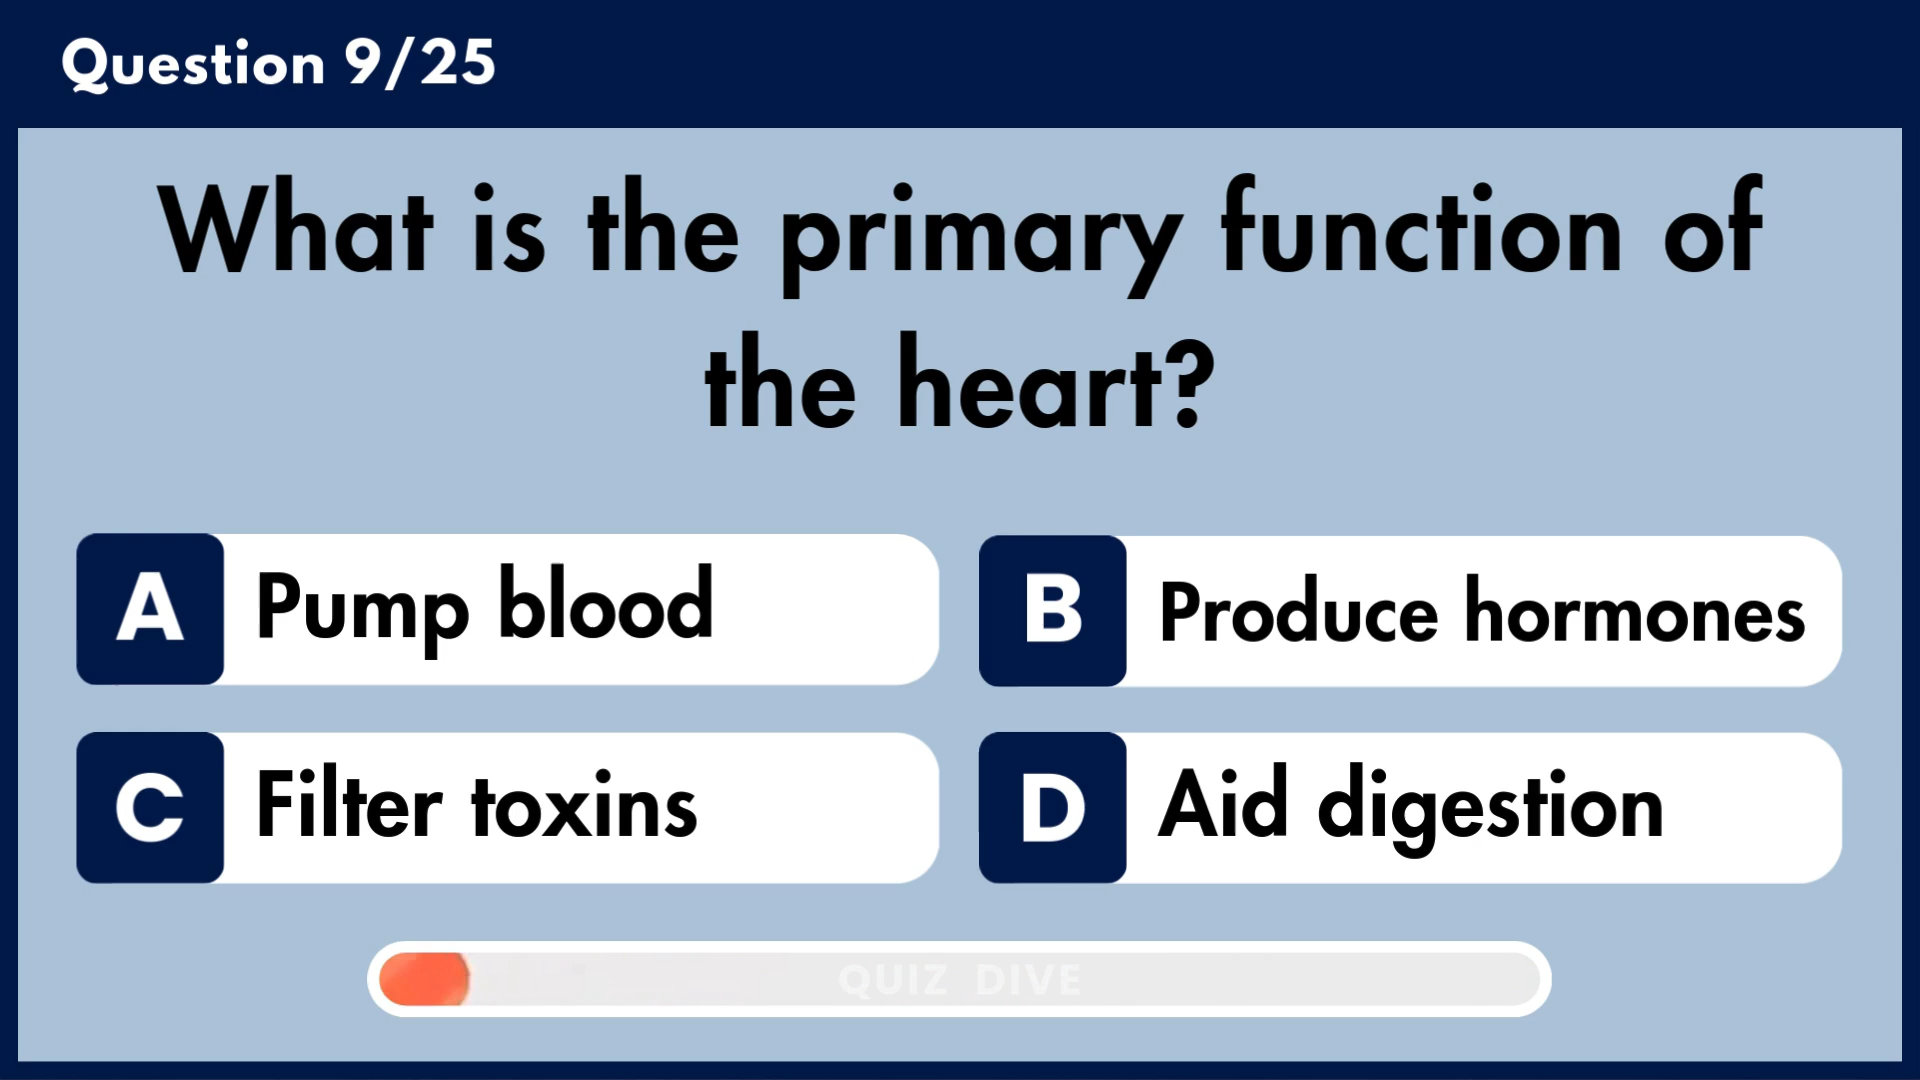 Question 9/25
What is the primary function of
the heart?
A Pump blood
B Produce hormones
C Filter toxins
D Aid digestion
QUIZ DIVE